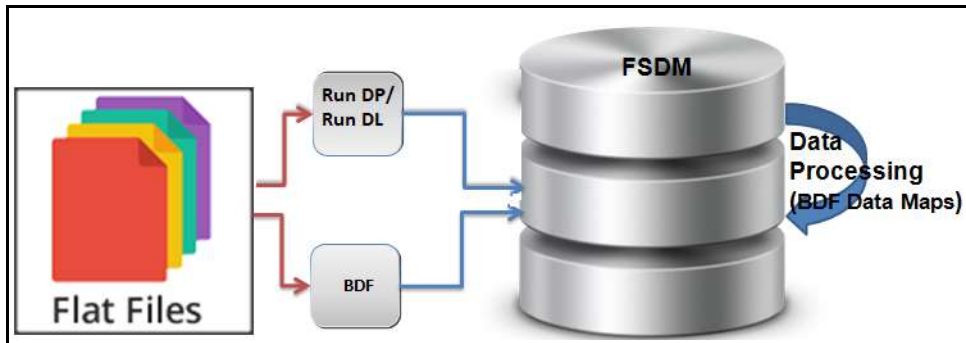 Flat Files
Run DP/
Run DL
BDF
FSDM
Data
Processing
(BDF Data Maps)